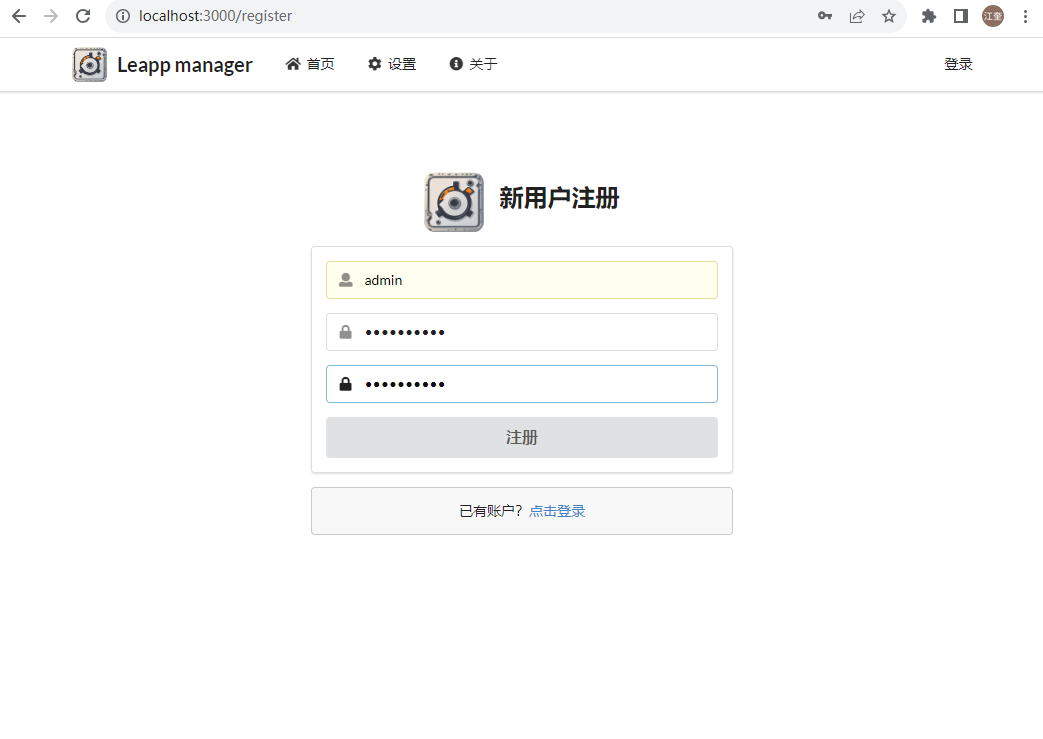 localhost:3000/register
江奎
Leapp manager 首页 设置 关于 登录
新用户注册
admin
••••••••••
••••••••••
注册
已有账户? 点击登录